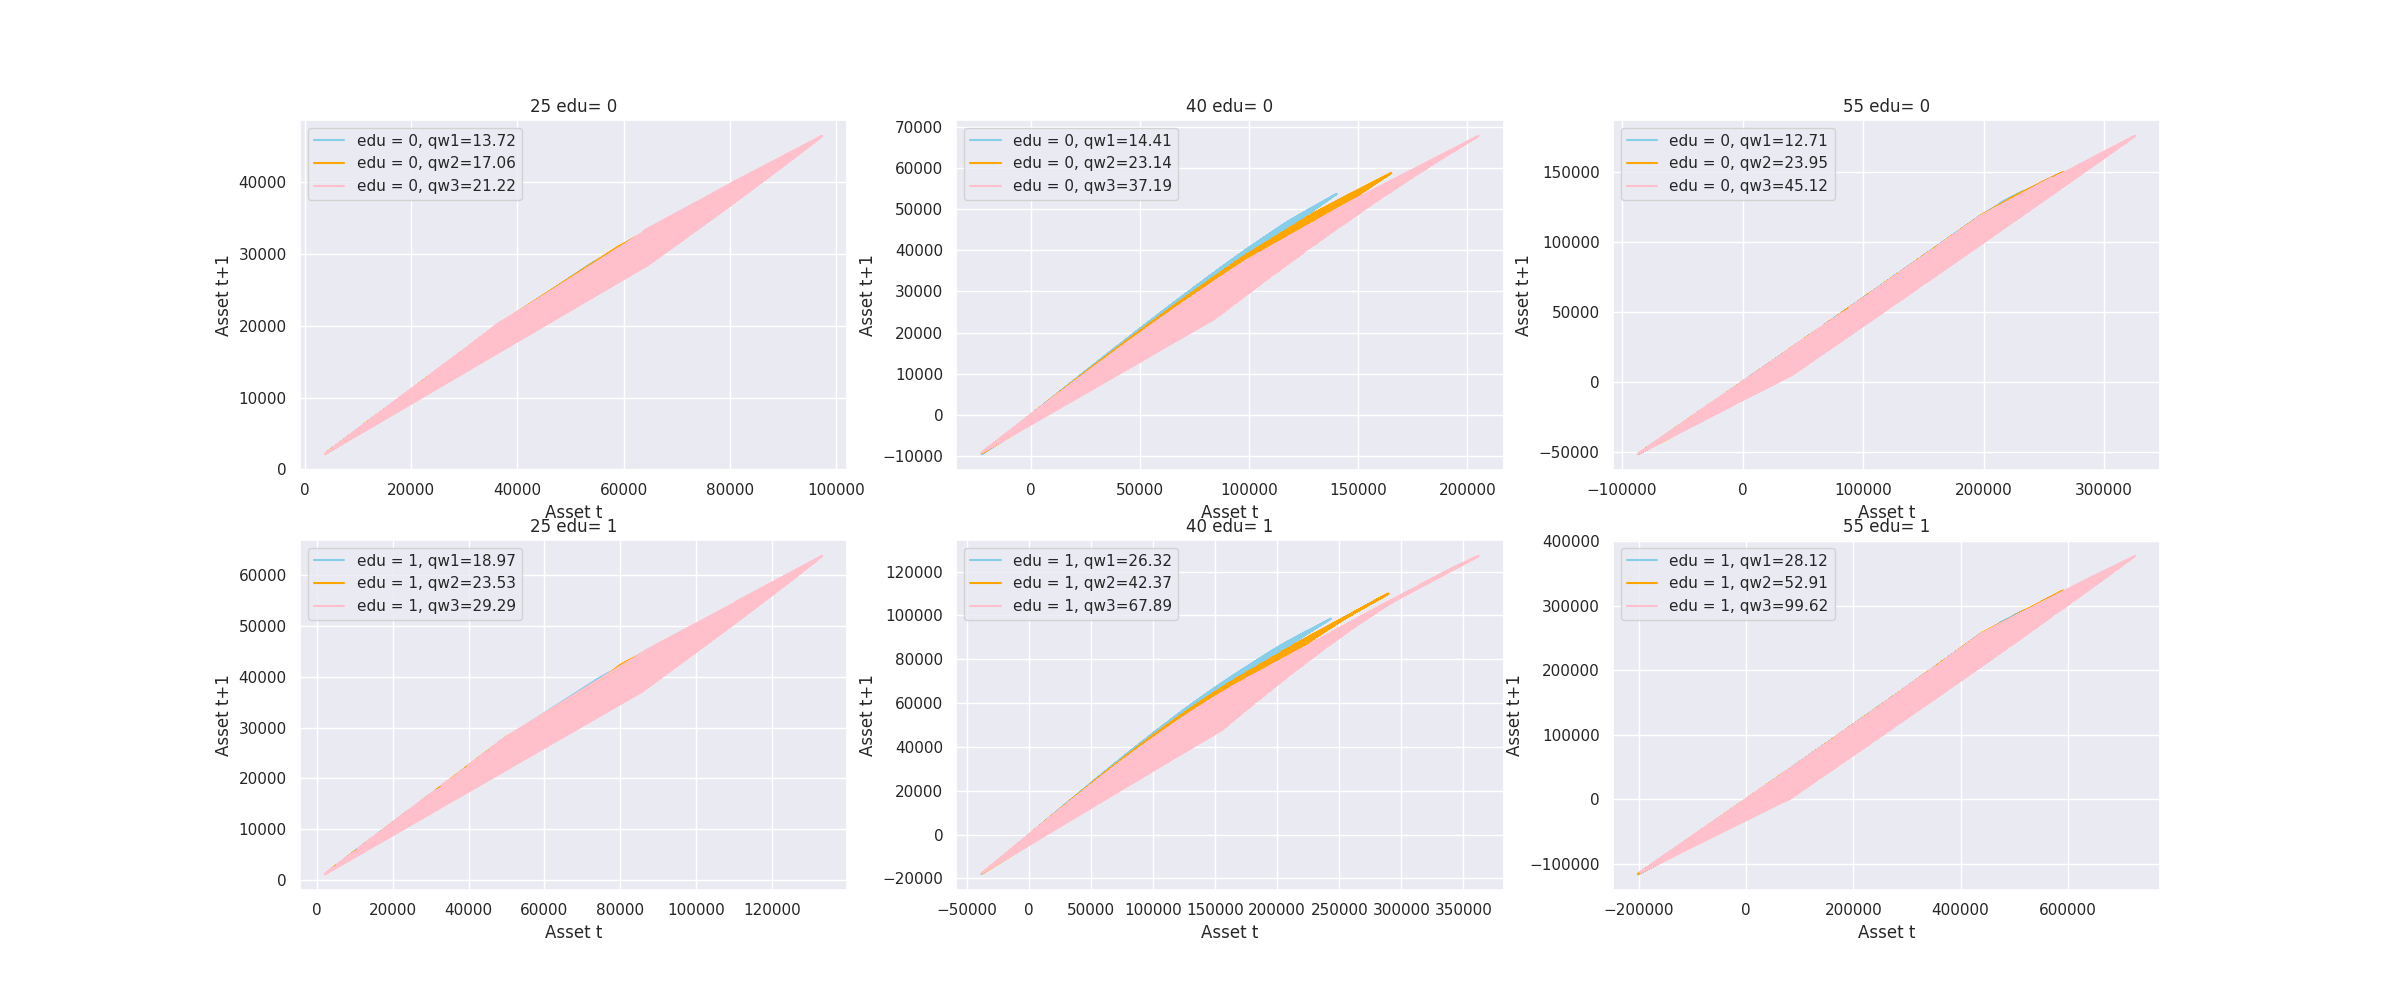 25 edu= 0
edu = 0, qw1=13.72
edu = 0, qw2=17.06
edu = 0, qw3=21.22
40000
30000
20000
10000
0
Asset t+1
0 20000 40000 60000 80000 100000
Asset t
40 edu= 0
edu = 0, qw1=14.41
edu = 0, qw2=23.14
edu = 0, qw3=37.19
70000
60000
50000
40000
30000
20000
10000
0
−10000
Asset t+1
0 50000 100000 150000 200000
Asset t
55 edu= 0
edu = 0, qw1=12.71
edu = 0, qw2=23.95
edu = 0, qw3=45.12
150000
100000
50000
0
−50000
Asset t+1
−100000 0 100000 200000 300000
Asset t
25 edu= 1
edu = 1, qw1=18.97
edu = 1, qw2=23.53
edu = 1, qw3=29.29
60000
50000
40000
30000
20000
10000
0
Asset t+1
0 20000 40000 60000 80000 100000 120000
Asset t
40 edu= 1
edu = 1, qw1=26.32
edu = 1, qw2=42.37
edu = 1, qw3=67.89
120000
100000
80000
60000
40000
20000
0
−20000
Asset t+1
−50000 0 50000 100000 150000 200000 250000 300000 350000
Asset t
55 edu= 1
edu = 1, qw1=28.12
edu = 1, qw2=52.91
edu = 1, qw3=99.62
400000
300000
200000
100000
0
−100000
Asset t+1
−200000 0 200000 400000 600000
Asset t